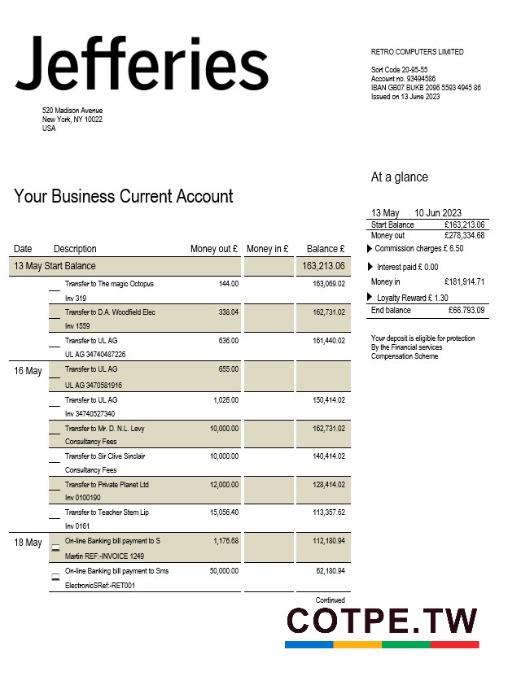 Jefferies
520 Madison Avenue
New York, NY 10022
USA
RETRO COMPUTERS LIMITED
Sort Code 20-95-55
Account no. 93494586
IBAN GB07 BUKB 2096 5593 4945 86
Issued on 13 June 2023
At a glance
Your Business Current Account
13 May 10 Jun 2023
Start Balance £163,213.06
Money out £278,334.68
Commission charges £ 6.50
Interest paid £ 0.00
Money in £181,914.71
Loyalty Reward £ 1.30
End balance £66.793.09
Your deposit is eligible for protection
By the Financial services
Compensation Scheme
Date Description Money out £ Money in £ Balance £
13 May Start Balance 163,213.06
Transfer to The magic Octopus 144.00 163,069.02
Inv 319
Transfer to D.A. Woodfield Elec 338.04 162,731.02
Inv 1559
Transfer to UL AG 636.00 161,440.02
UL AG 34740487226
16 May Transfer to UL AG 655.00
UL AG 3470581916
Transfer to UL AG 1,026.00 150,414.02
Inv 34740527340
Transfer to Mr. D. N.L. Levy 10,000.00 162,731.02
Consultancy Fees
Transfer to Sir Clive Sinclair 10,000.00 140,414.02
Consultancy Fees
Transfer to Private Planet Ltd 12,000.00 128,414.02
Inv 0100190
Transfer to Teacher Stem Lip 15,056.40 113,357.62
Inv 0161
18 May On-line Banking bill payment to S 1,176.68 112,180.94
Martin REF:-INVOICE 1249
On-line Banking bill payment to Sms 50,000.00 62,180.94
ElectronicSRef:-RET001
Continued
COTPE.TW